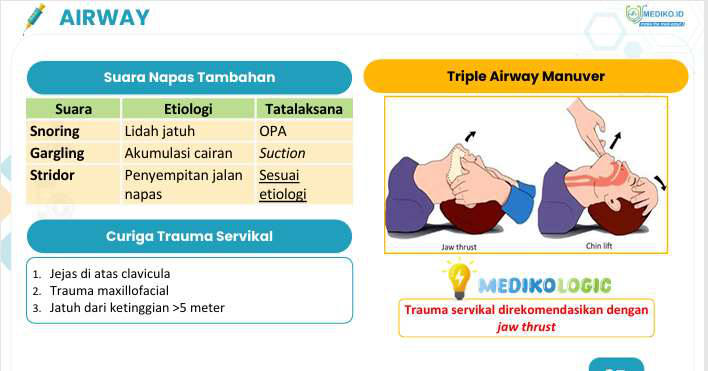 AIRWAY
MEDIKO.ID
Suara Napas Tambahan
Suara Etiologi Tatalaksana
Snoring Lidah jatuh OPA
Gargling Akumulasi cairan Suction
Stridor Penyempitan jalan napas Sesuai etiologi
Curiga Trauma Servikal
1. Jejas di atas clavicula
2. Trauma maxillofacial
3. Jatuh dari ketinggian >5 meter
Triple Airway Manuver
Jaw thrust Chin lift
MEDIKOLOGIC
Trauma servikal direkomendasikan dengan
jaw thrust